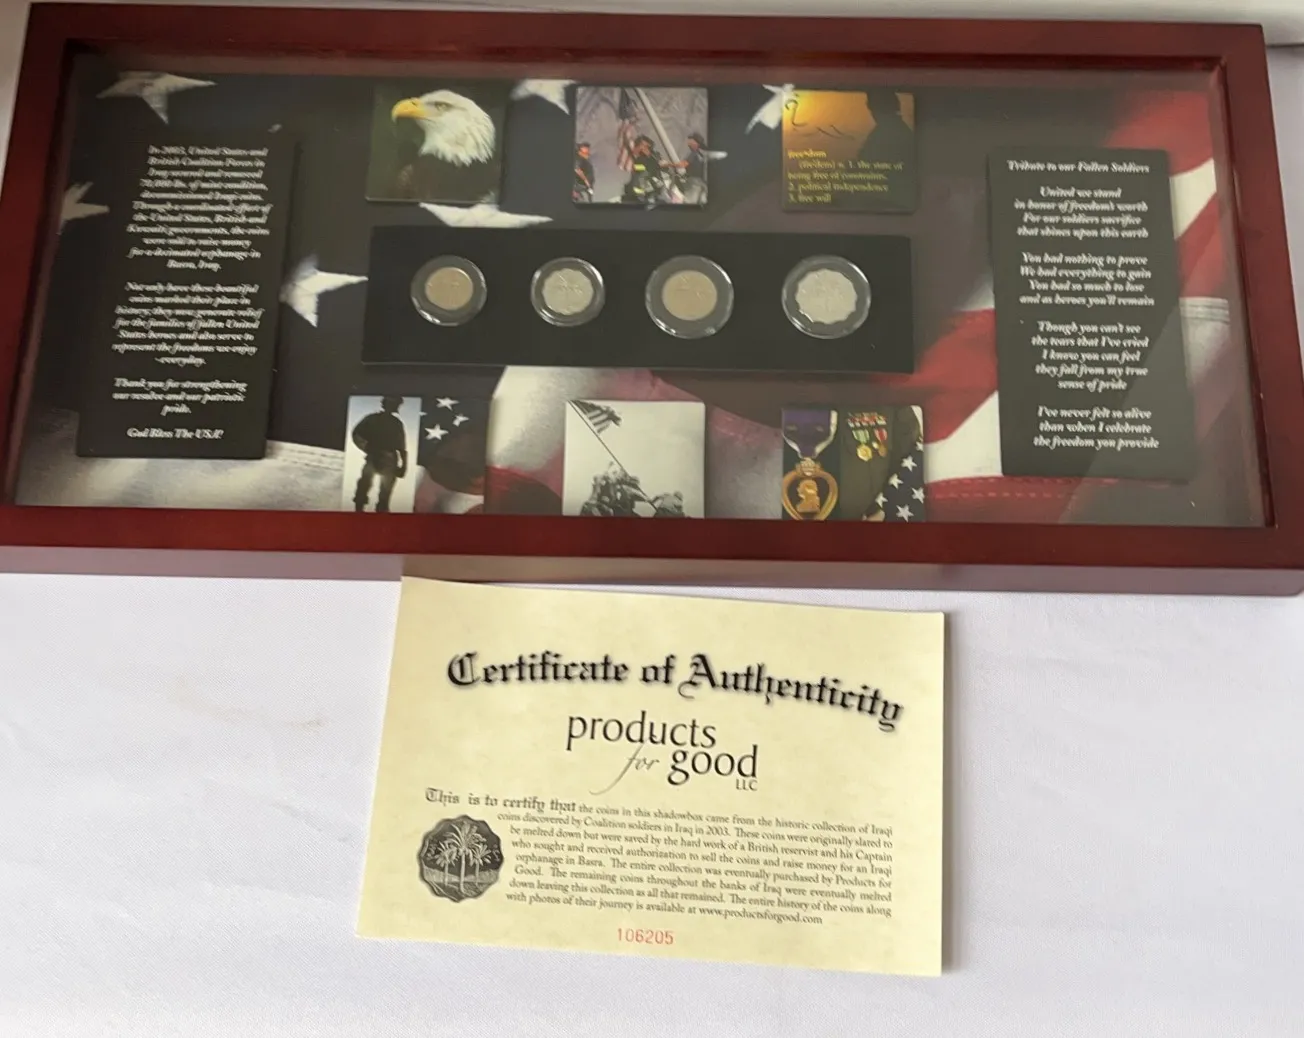 In 2003, United States and
British Coalition Forces in
Iraq secured and removed
70,000 lbs. of mint condition,
decommissioned Iraqi coins.
Through a coordinated effort of
the United States, British and
Kuwaiti governments, the coins
were sold to raise money
for a decimated orphanage in
Basra, Iraq.
Not only have these beautiful
coins marked their place in
history; they now generate relief
for the families of fallen United
States heroes and also serve to
represent the freedoms we enjoy
everyday.
Thank you for strengthening
our resolve and our patriotic
pride.
God Bless The USA!
freedom
(frēdəm) n. 1. the state of
being free of constraints.
2. political independence
3. free will
Tribute to our Fallen Soldiers
United we stand
in honor of freedom's worth
For our soldiers sacrifice
that shines upon this earth
You had nothing to prove
We had everything to gain
You had so much to lose
and as heroes you'll remain
Though you can't see
the tears that I've cried
I know you can feel
they fall from my true
sense of pride
I've never felt so alive
than when I celebrate
the freedom you provide
Certificate of Authenticity
products
for good
LLC
This is to certify that the coins in this shadowbox came from the historic collection of Iraqi
coins discovered by Coalition soldiers in Iraq in 2003. These coins were originally slated to
be melted down but were saved by the hard work of a British reservist and his Captain
who sought and received authorization to sell the coins and raise money for an Iraqi
orphanage in Basra. The entire collection was eventually purchased by Products for
Good. The remaining coins throughout the banks of Iraq were eventually melted
down leaving this collection as all that remained. The entire history of the coins along
with photos of their journey is available at www.productsforgood.com
106205